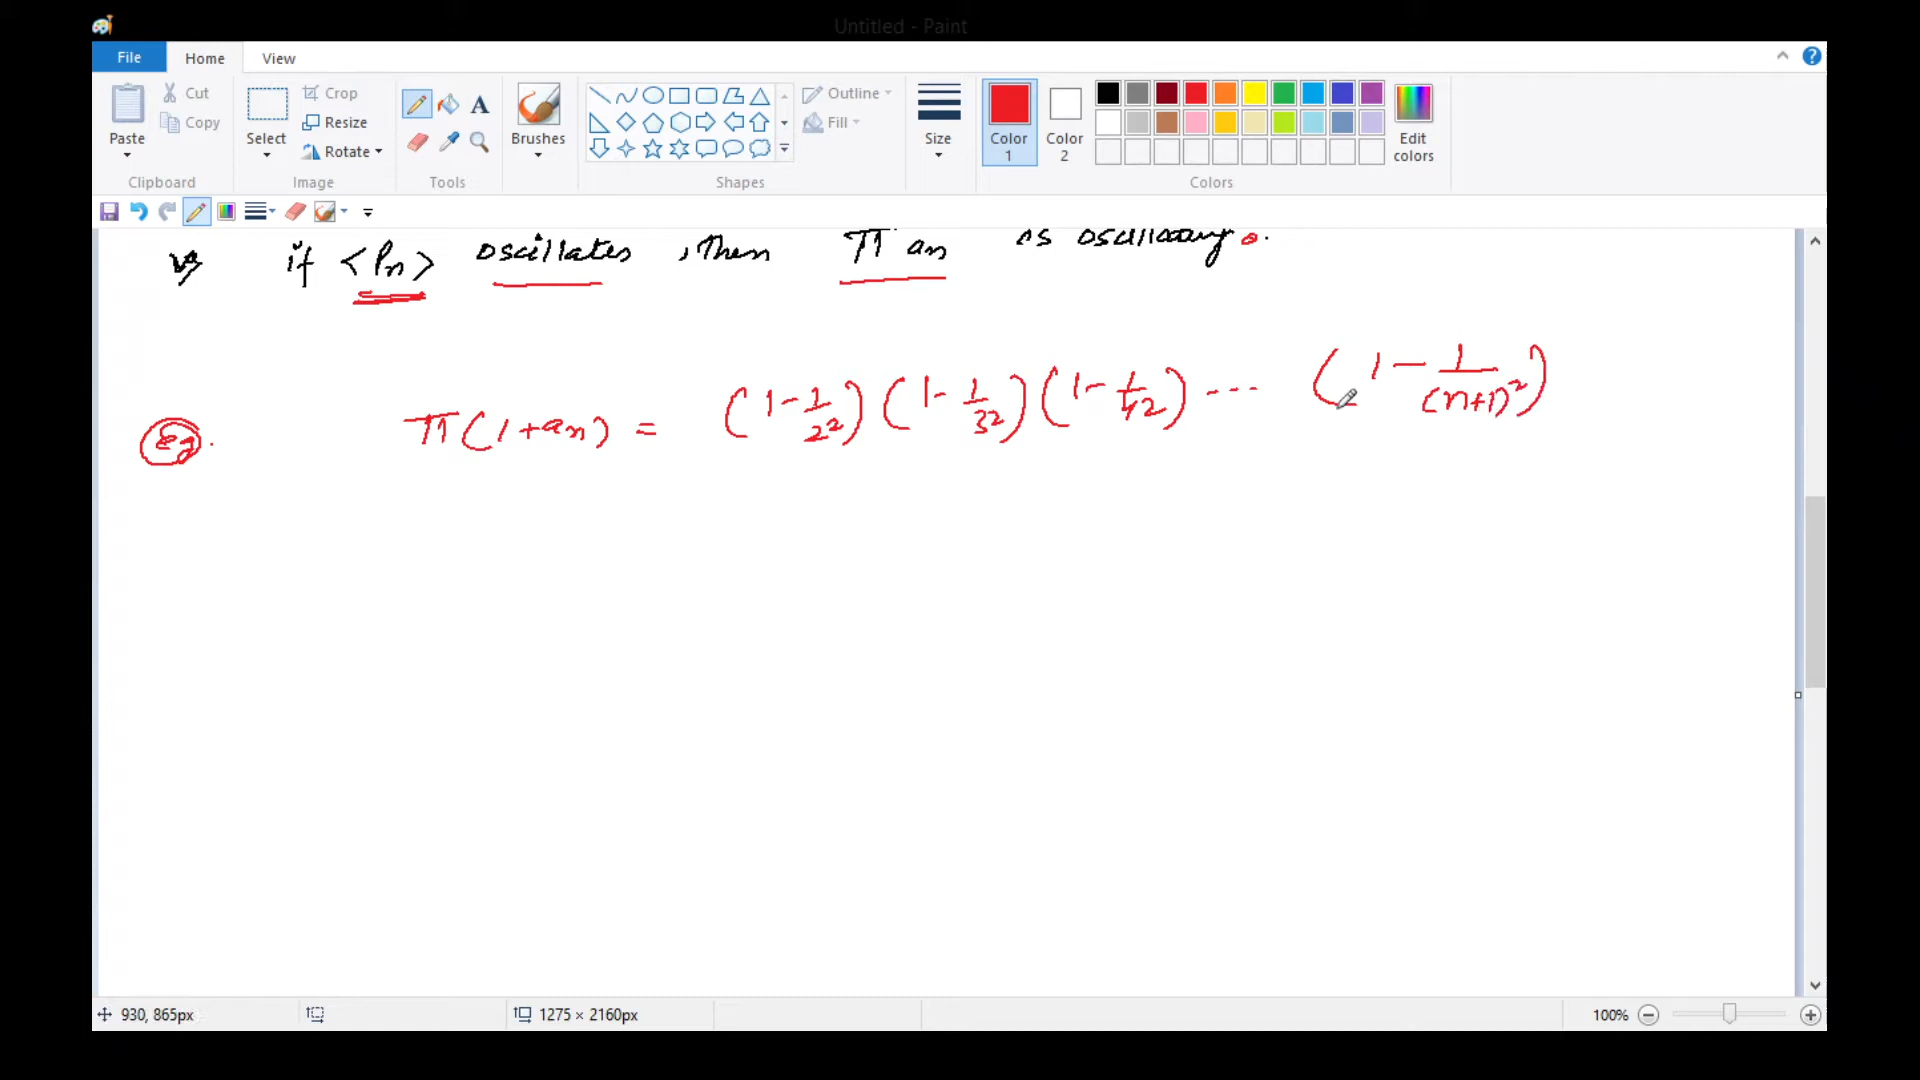 Untitled - Paint
File Home View
Paste Cut Copy Clipboard
Select Crop Resize Rotate Image
Tools
Brushes
Outline Fill Shapes
Size
Color 1 Color 2 Edit colors Colors
if <Pn> oscillates , then π an is oscillatory.
Eg. π(1+an) = (1-1/2²)(1-1/3²)(1-1/4²)--- (1-1/(n+1)²)
930, 865px 1275 × 2160px 100%